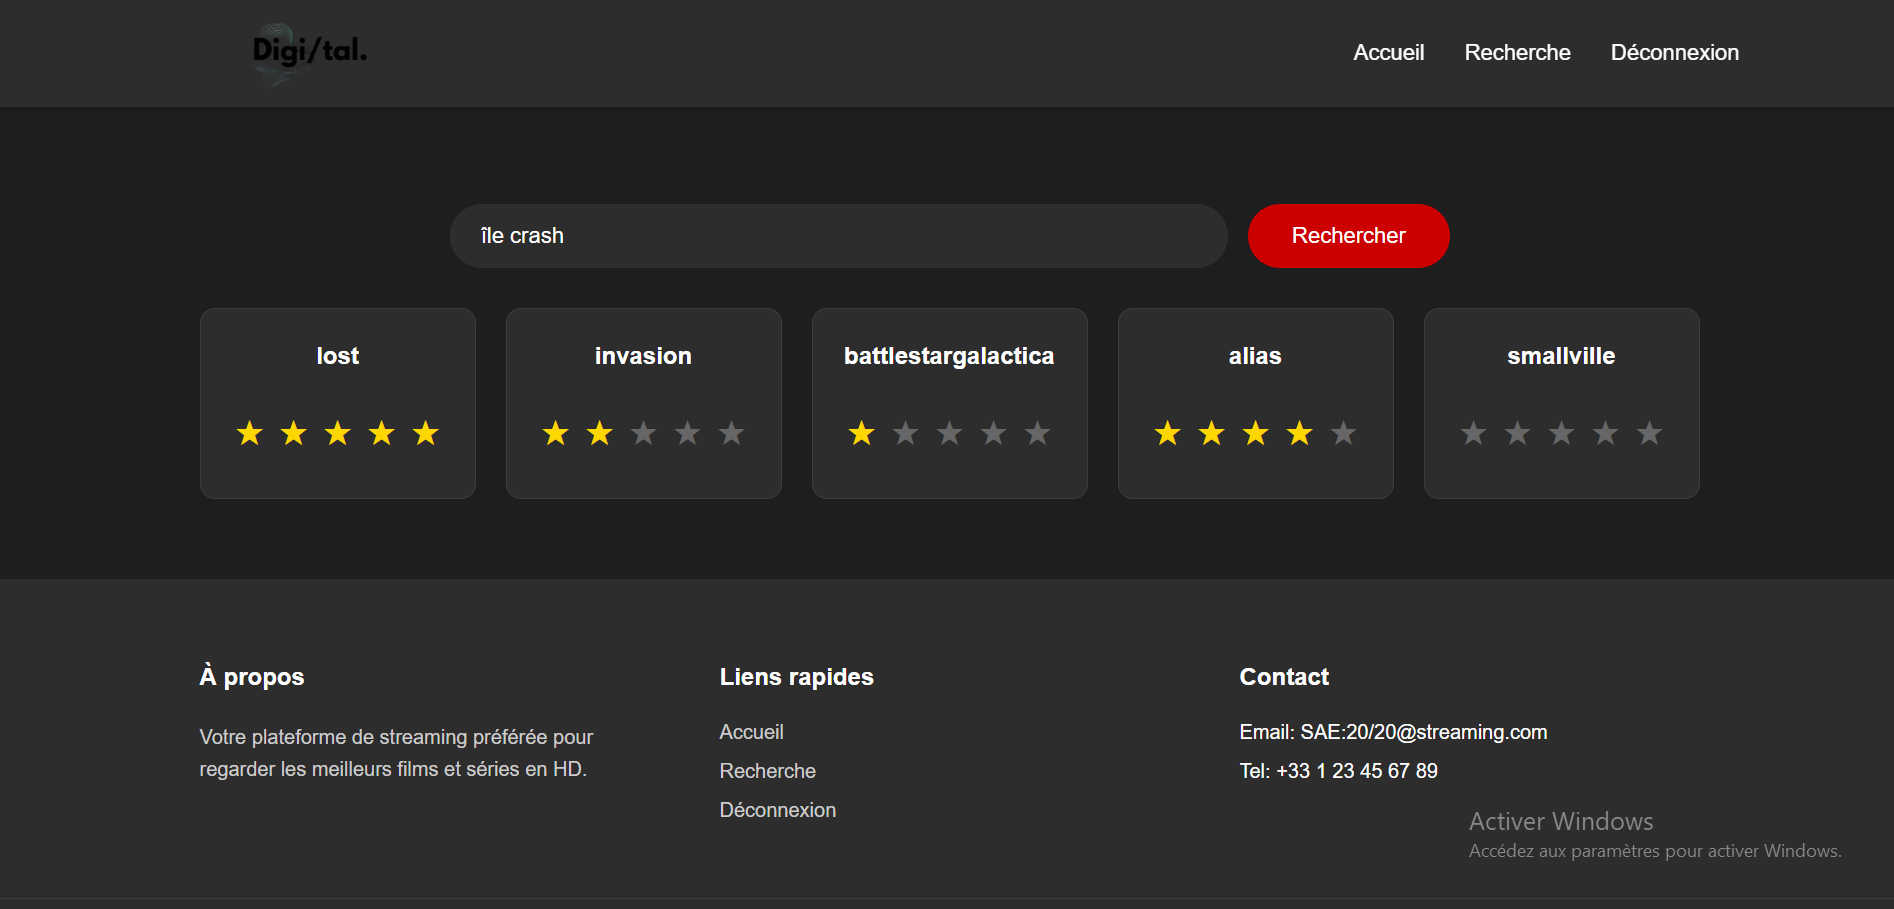 Digi/tal.
Accueil Recherche Déconnexion
île crash
Rechercher
lost
invasion
battlestargalactica
alias
smallville
À propos
Votre plateforme de streaming préférée pour
regarder les meilleurs films et séries en HD.
Liens rapides
Accueil
Recherche
Déconnexion
Contact
Email: SAE:20/20@streaming.com
Tel: +33 1 23 45 67 89
Activer Windows
Accédez aux paramètres pour activer Windows.